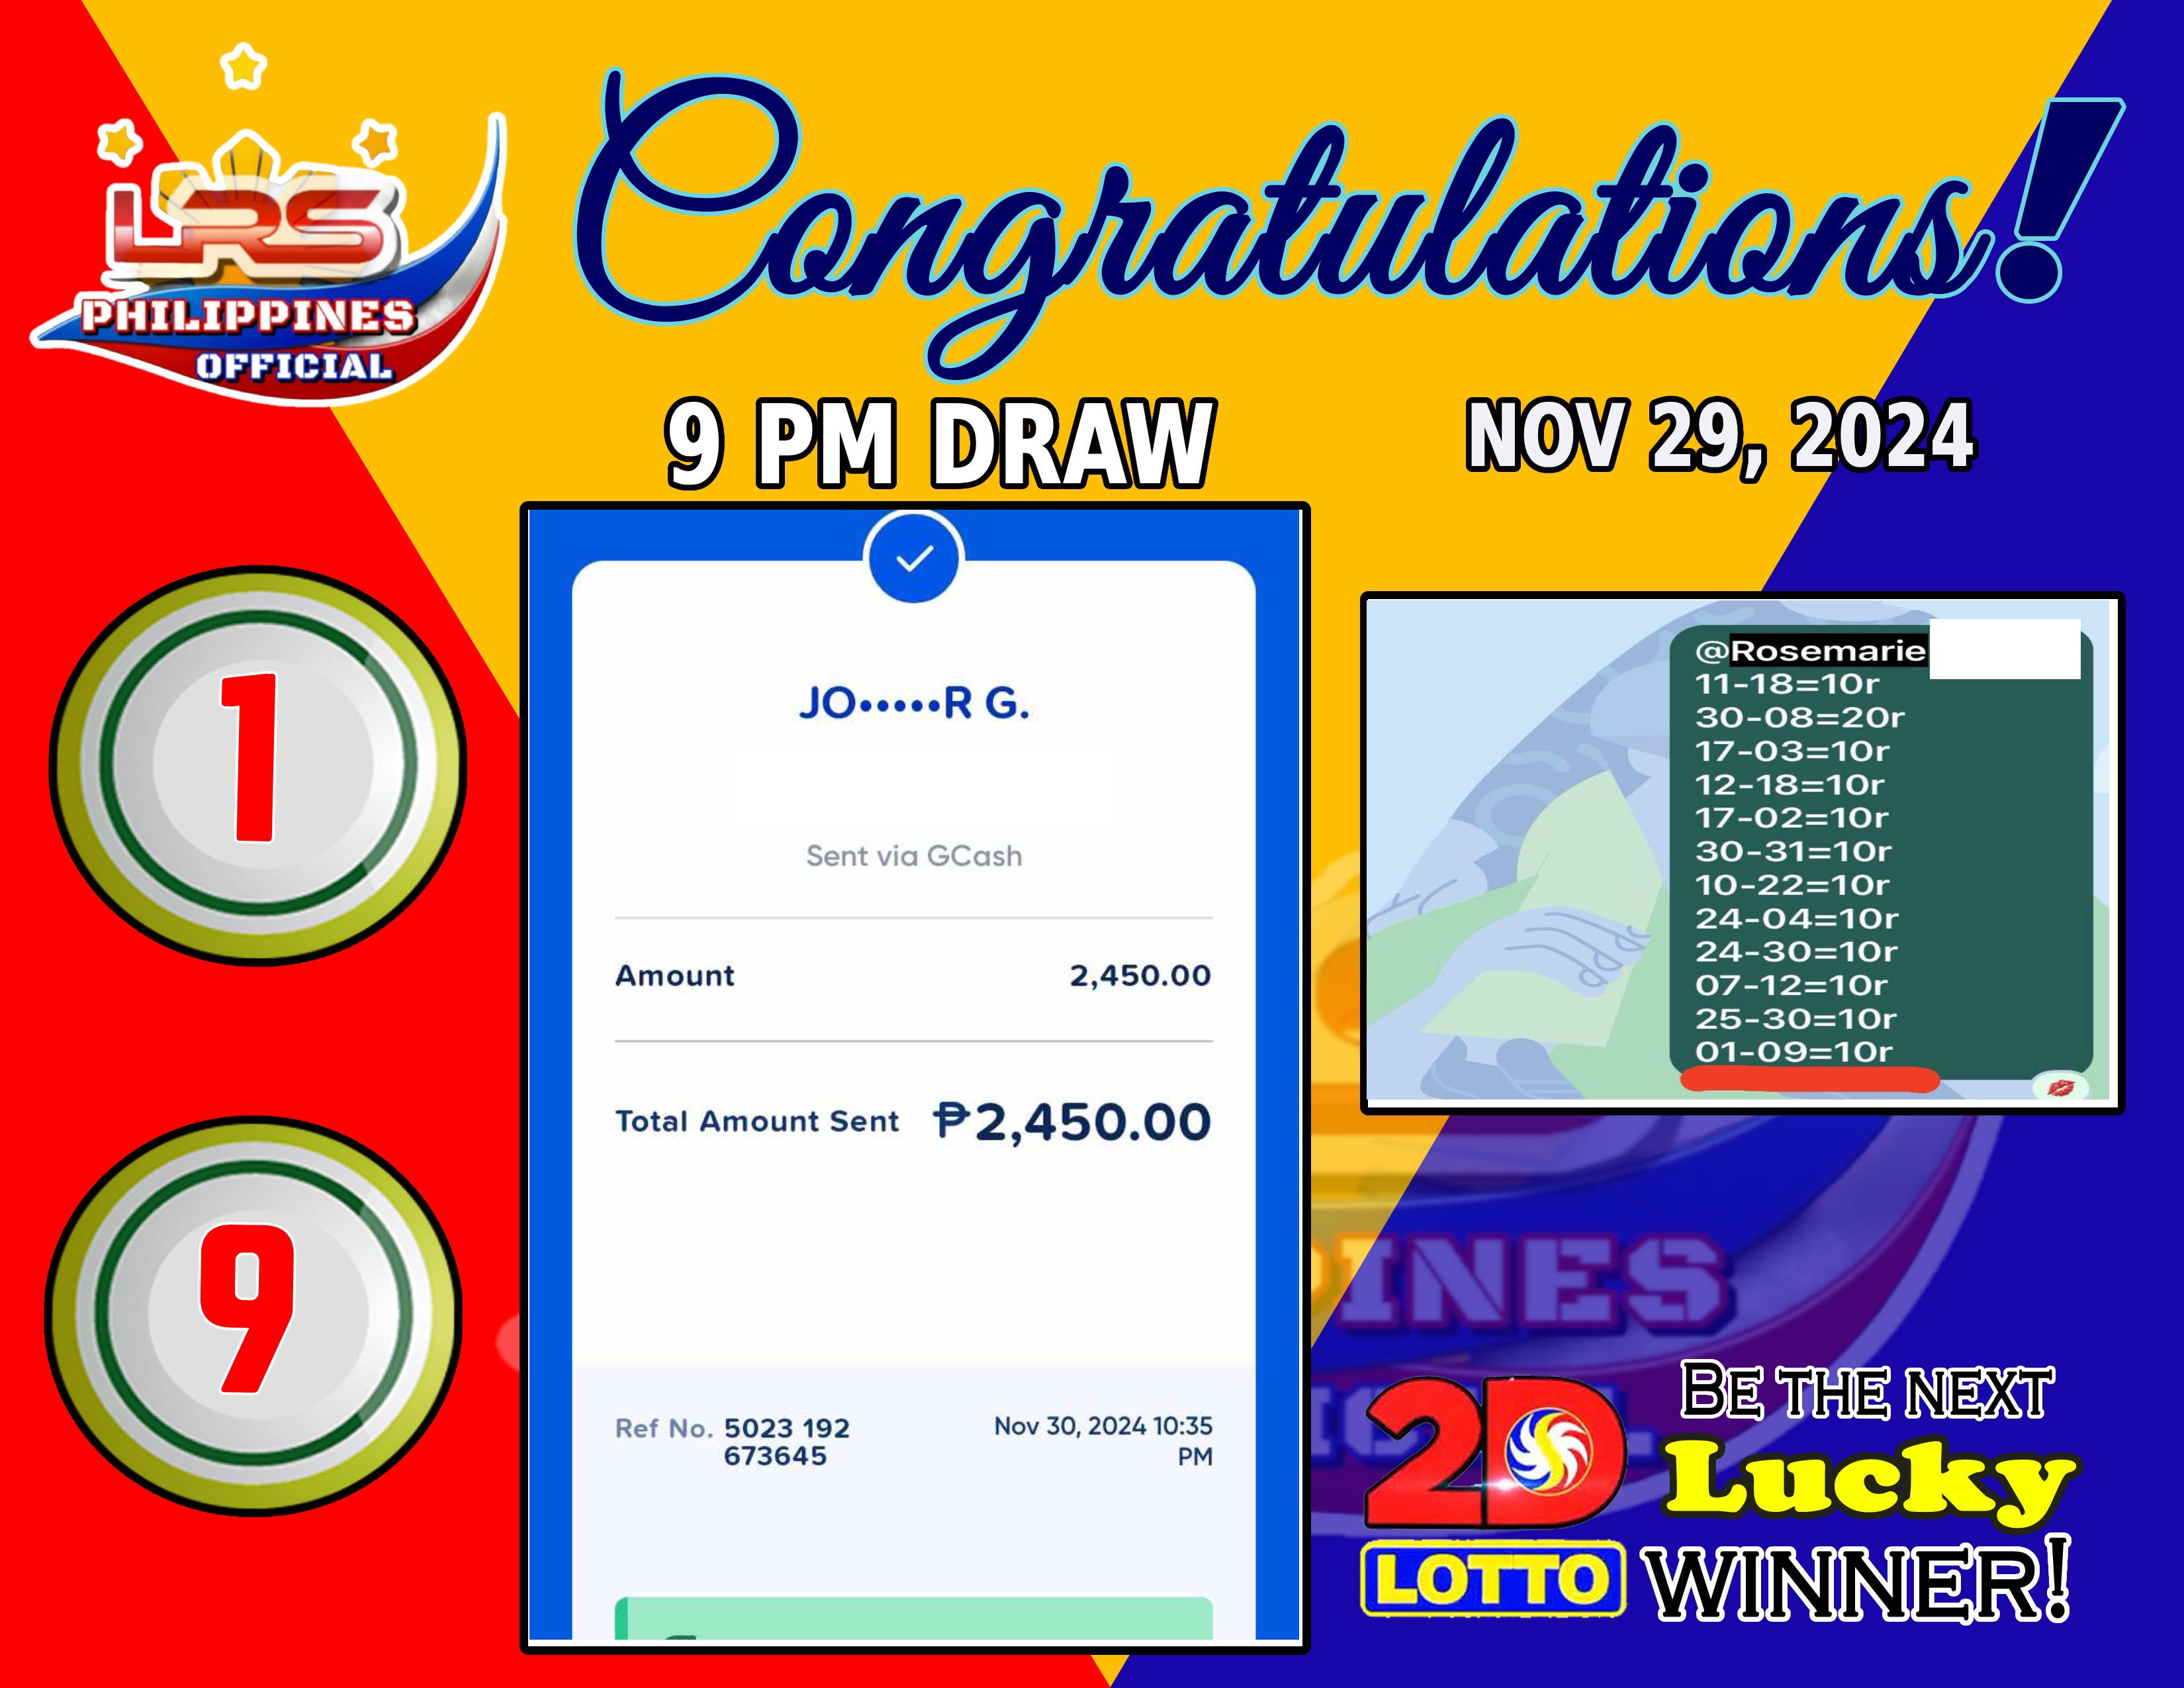 LRS
PHILIPPINES
OFFICIAL
Congratulations!
9 PM DRAW
NOV 29, 2024
1
9
JO•••••R G.
Sent via GCash
Amount 2,450.00
Total Amount Sent ₱2,450.00
Ref No. 5023 192
673645
Nov 30, 2024 10:35
PM
@Rosemarie
11-18=10r
30-08=20r
17-03=10r
12-18=10r
17-02=10r
30-31=10r
10-22=10r
24-04=10r
24-30=10r
07-12=10r
25-30=10r
01-09=10r
PINES
2D
LOTTO
BE THE NEXT
Lucky
WINNER!